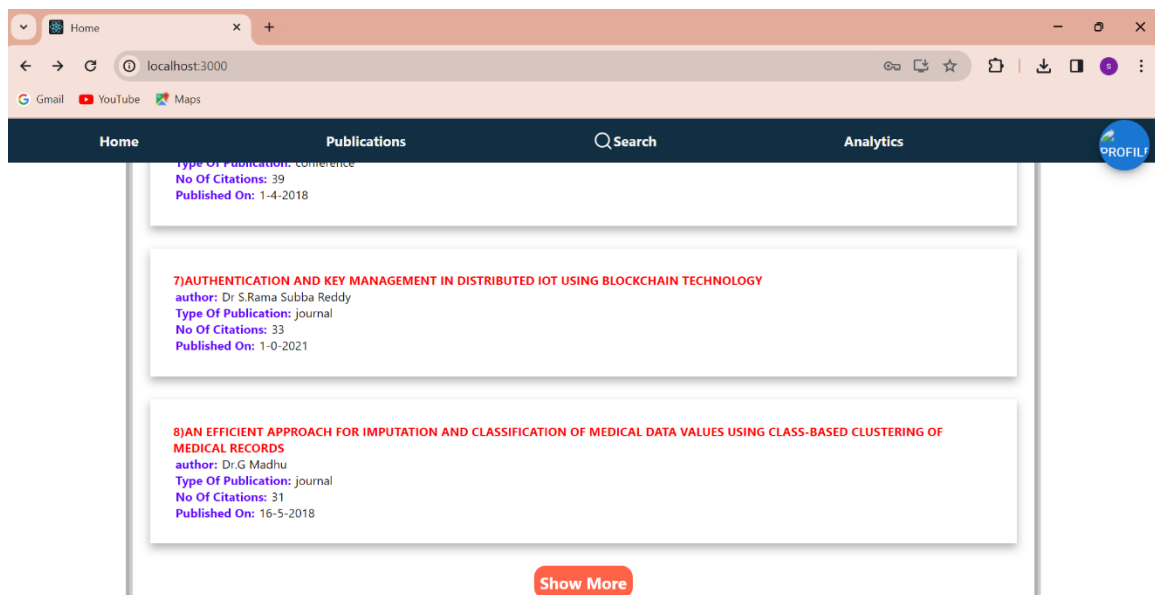 Home
localhost:3000
Gmail YouTube Maps
Home Publications Search Analytics PROFILE
Type Of Publication: conference
No Of Citations: 39
Published On: 1-4-2018
7)AUTHENTICATION AND KEY MANAGEMENT IN DISTRIBUTED IOT USING BLOCKCHAIN TECHNOLOGY
author: Dr S.Rama Subba Reddy
Type Of Publication: journal
No Of Citations: 33
Published On: 1-0-2021
8)AN EFFICIENT APPROACH FOR IMPUTATION AND CLASSIFICATION OF MEDICAL DATA VALUES USING CLASS-BASED CLUSTERING OF
MEDICAL RECORDS
author: Dr.G Madhu
Type Of Publication: journal
No Of Citations: 31
Published On: 16-5-2018
Show More